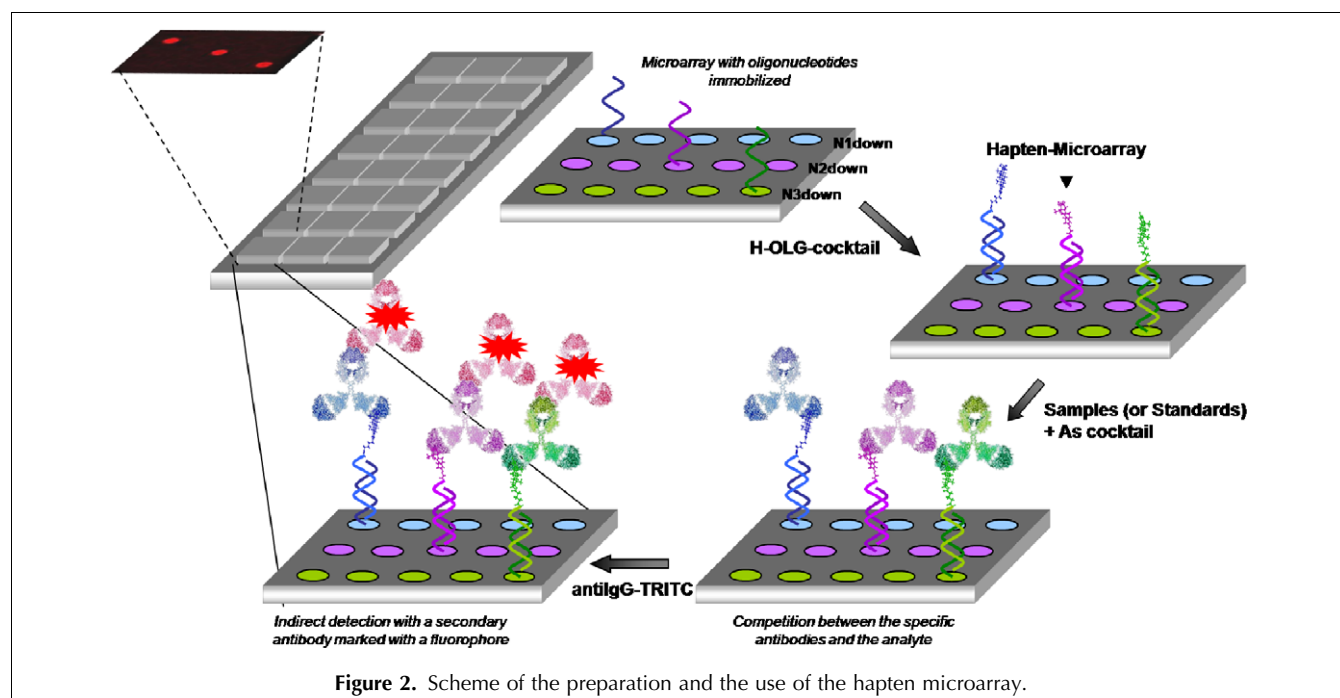 Microarray with oligonucleotides
immobilized
N1down
N2down
N3down
H-OLG-cocktail
Hapten-Microarray
Samples (or Standards)
+ As cocktail
antiIgG-TRITC
Indirect detection with a secondary
antibody marked with a fluorophore
Competition between the specific
antibodies and the analyte
Figure 2. Scheme of the preparation and the use of the hapten microarray.